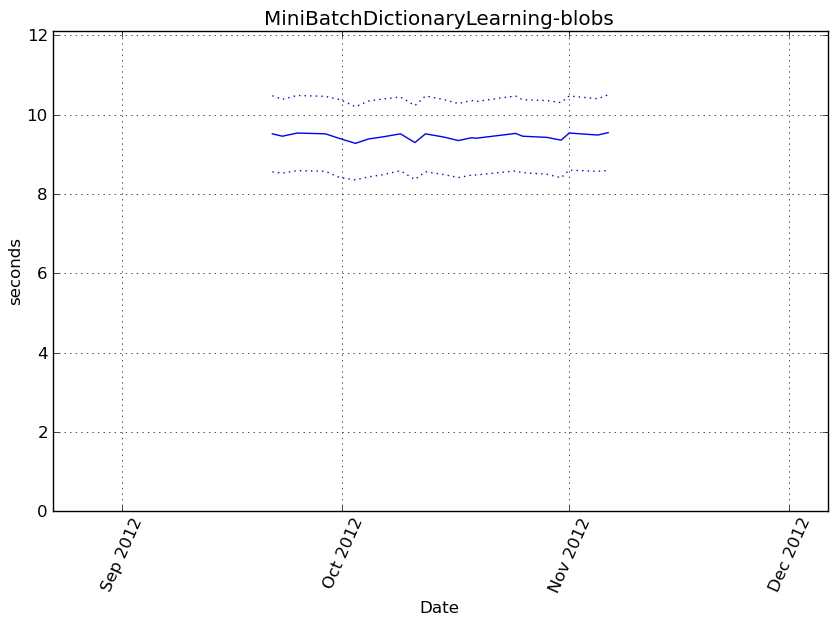 MiniBatchDictionaryLearning-blobs
12
10
8
6
4
2
0
seconds
Sep 2012
Oct 2012
Nov 2012
Dec 2012
Date